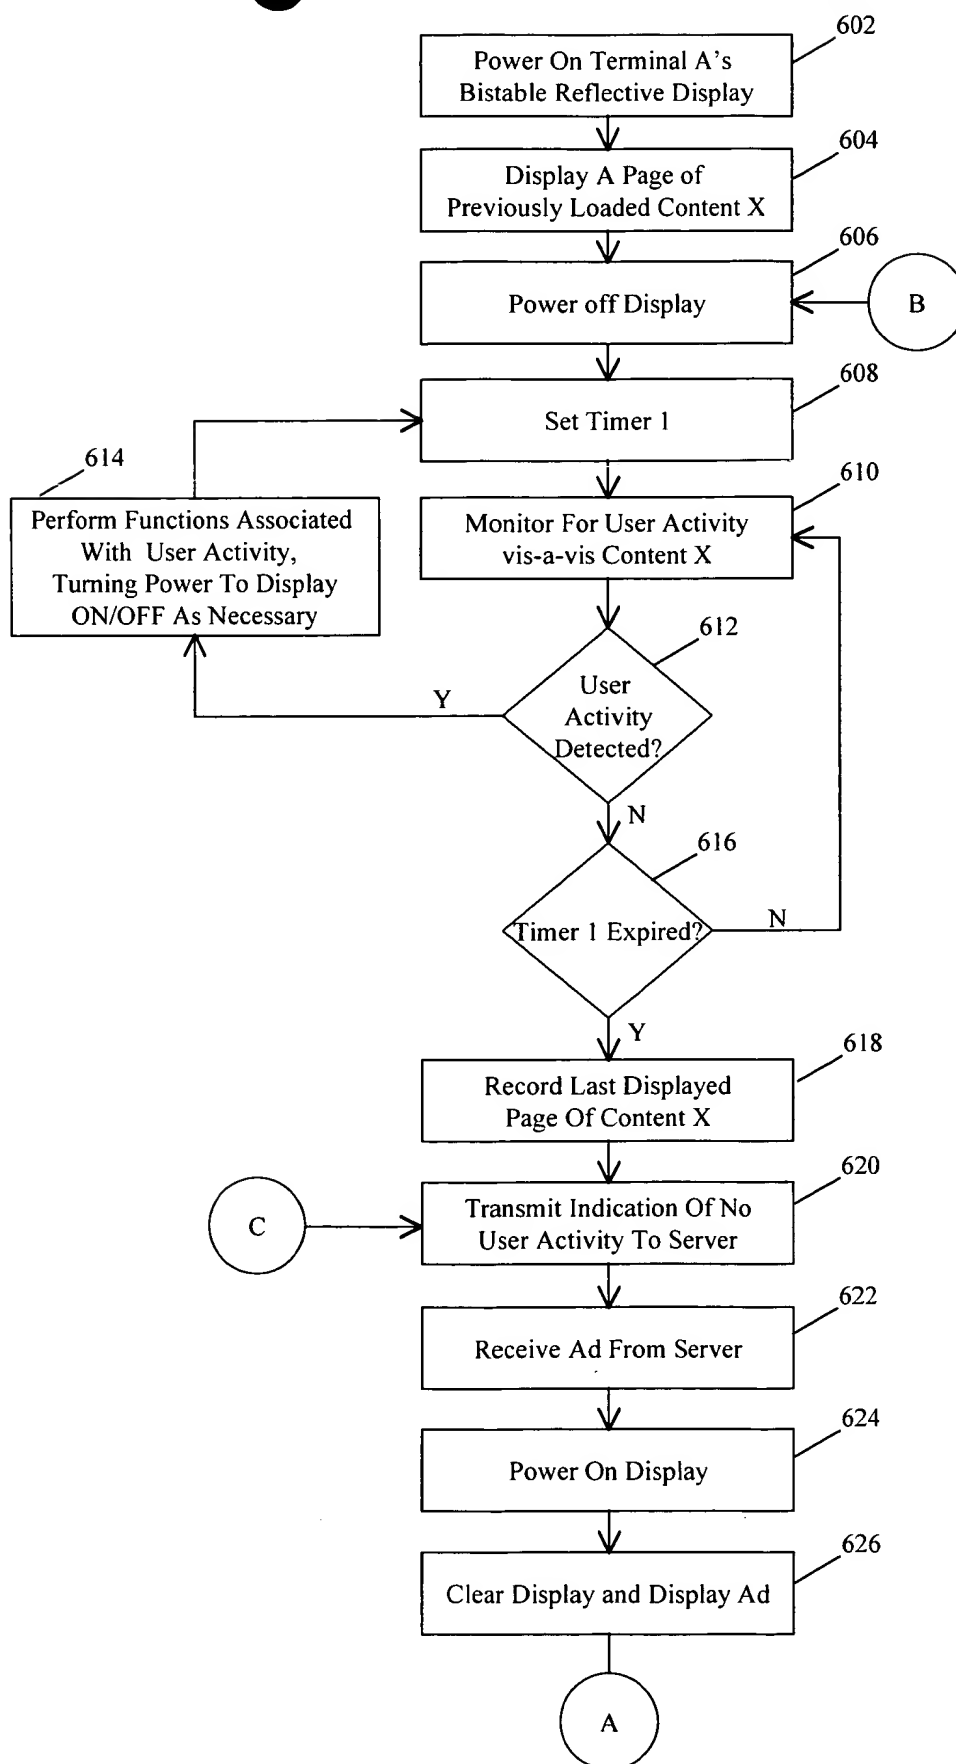 602
Power On Terminal A's
Bistable Reflective Display
604
Display A Page of
Previously Loaded Content X
606
Power off Display
B
608
Set Timer 1
614
Perform Functions Associated
With User Activity,
Turning Power To Display
ON/OFF As Necessary
610
Monitor For User Activity
vis-a-vis Content X
612
User
Activity
Detected?
Y
N
616
Timer 1 Expired?
N
Y
618
Record Last Displayed
Page Of Content X
620
C
Transmit Indication Of No
User Activity To Server
622
Receive Ad From Server
624
Power On Display
626
Clear Display and Display Ad
A